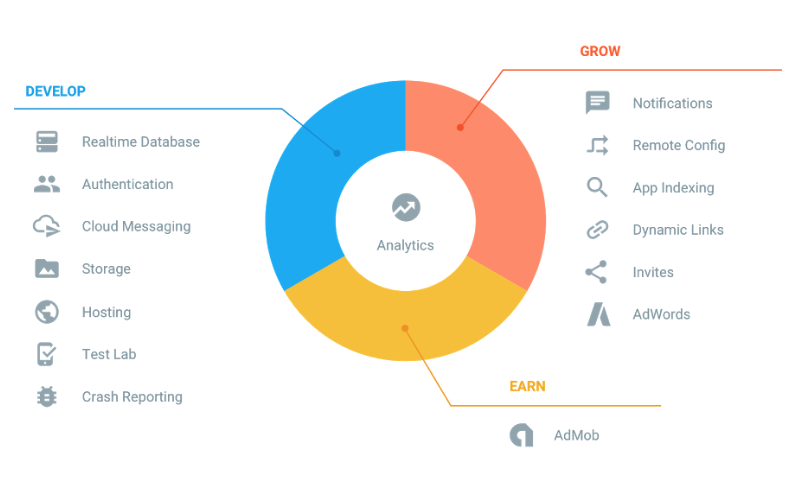 DEVELOP
Realtime Database
Authentication
Cloud Messaging
Storage
Hosting
Test Lab
Crash Reporting
Analytics
GROW
Notifications
Remote Config
App Indexing
Dynamic Links
Invites
AdWords
EARN
AdMob